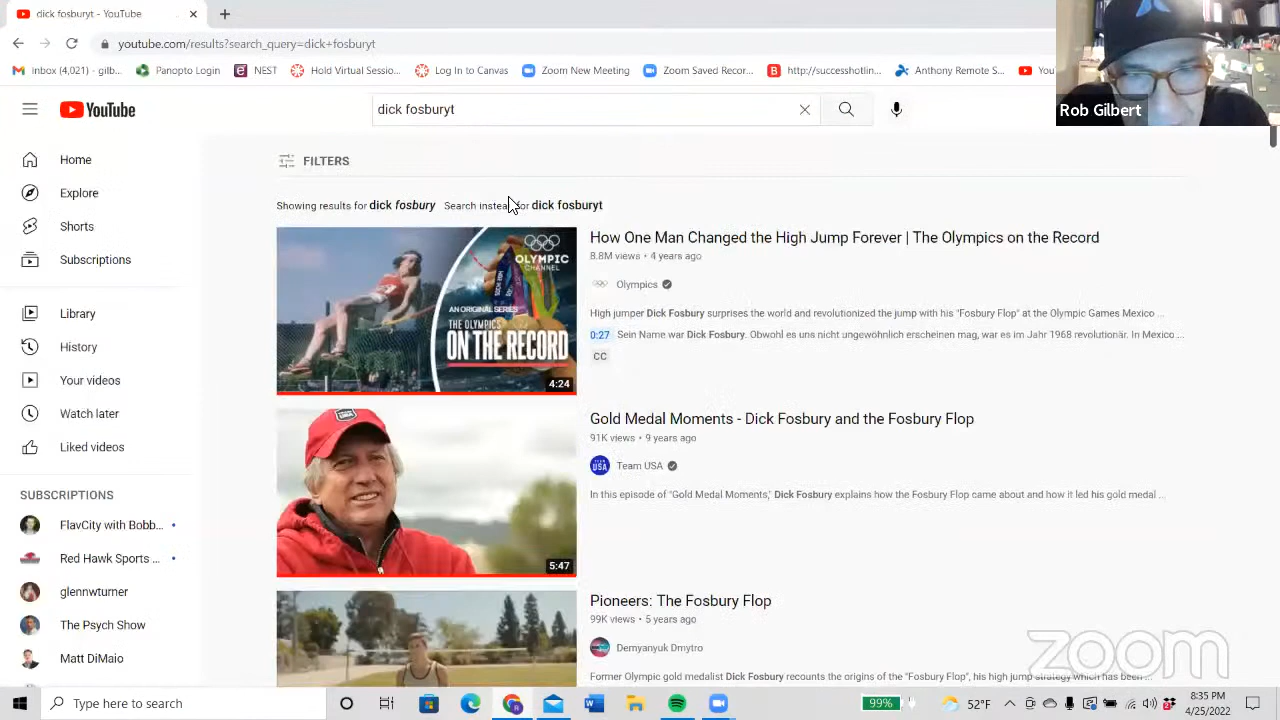 dick fosburyt - YouTube
youtube.com/results?search_query=dick+fosburyt
Inbox (4,021) - gilb...
Panopto Login
NEST
Hold Virtual Sessio...
Log In to Canvas
Zoom New Meeting
Zoom Saved Recor...
http://successhotlin...
Anthony Remote S...
You
Rob Gilbert
YouTube
dick fosburyt
Home
Explore
Shorts
Subscriptions
Library
History
Your videos
Watch later
Liked videos
SUBSCRIPTIONS
FlavCity with Bobb...
Red Hawk Sports ...
glennwturner
The Psych Show
Matt DiMaio
FILTERS
Showing results for dick fosbury Search instead for dick fosburyt
OLYMPIC
CHANNEL
AN ORIGINAL SERIES
THE OLYMPICS
ON THE RECORD
4:24
How One Man Changed the High Jump Forever | The Olympics on the Record
8.8M views • 4 years ago
Olympics
High jumper Dick Fosbury surprises the world and revolutionized the jump with his "Fosbury Flop" at the Olympic Games Mexico ...
0:27 Sein Name war Dick Fosbury. Obwohl es uns nicht ungewöhnlich erscheinen mag, war es im Jahr 1968 revolutionär. In Mexico ...
CC
5:47
Gold Medal Moments - Dick Fosbury and the Fosbury Flop
91K views • 9 years ago
TEAM
USA
Team USA
In this episode of "Gold Medal Moments," Dick Fosbury explains how the Fosbury Flop came about and how it led his gold medal ...
Pioneers: The Fosbury Flop
99K views • 5 years ago
Demyanyuk Dmytro
Former Olympic gold medalist Dick Fosbury recounts the origins of the "Fosbury Flop", his high jump strategy which has been ...
zoom
Type here to search
99%
52°F
8:35 PM
4/25/2022